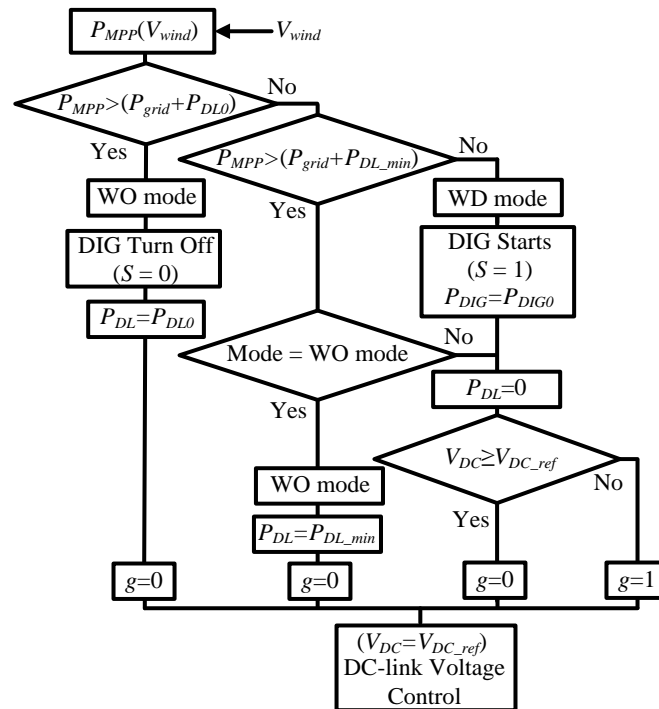 P_MPP(V_wind)
V_wind
P_MPP>(P_grid+P_DL0)
No
Yes
P_MPP>(P_grid+P_DL_min)
No
Yes
WO mode
WD mode
DIG Turn Off
(S = 0)
DIG Starts
(S = 1)
P_DIG=P_DIG0
P_DL=P_DL0
Mode = WO mode
No
Yes
P_DL=0
V_DC≥V_DC_ref
No
Yes
WO mode
P_DL=P_DL_min
g=0
g=0
g=0
g=1
(V_DC=V_DC_ref)
DC-link Voltage
Control